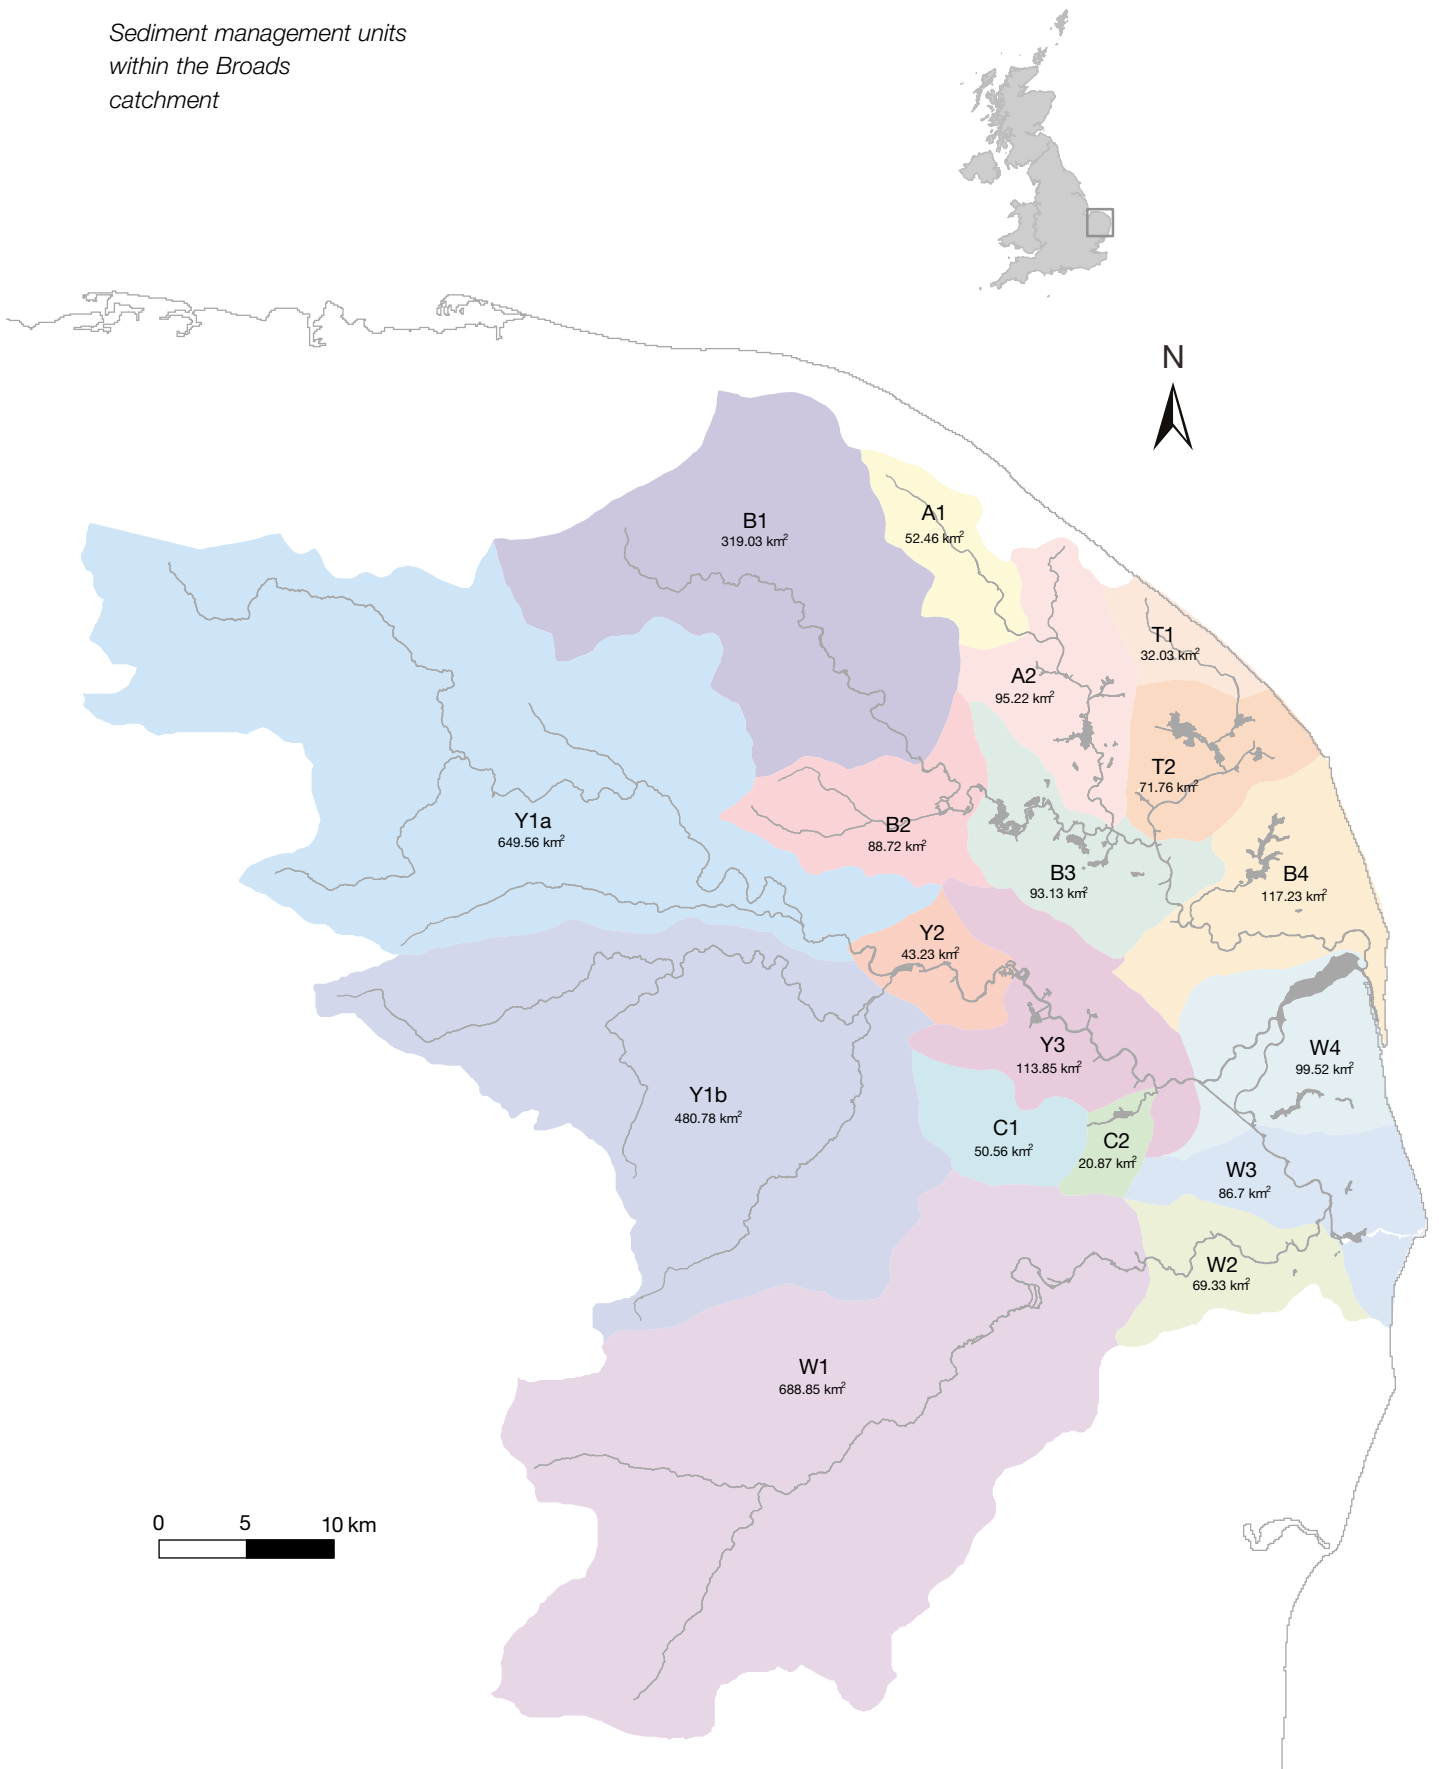 Sediment management units
within the Broads
catchment
N
B1
319.03 km²
A1
52.46 km²
T1
32.03 km²
A2
95.22 km²
T2
71.76 km²
Y1a
649.56 km²
B2
88.72 km²
B3
93.13 km²
B4
117.23 km²
Y2
43.23 km²
Y3
113.85 km²
W4
99.52 km²
Y1b
480.78 km²
C1
50.56 km²
C2
20.87 km²
W3
86.7 km²
W2
69.33 km²
W1
688.85 km²
0 5 10 km